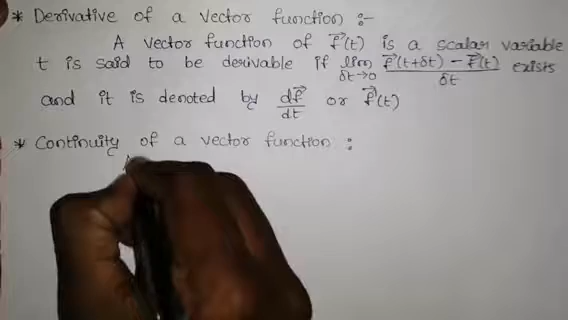 * Derivative of a vector function :-
A vector function of f⃗(t) is a scalar variable
t is said to be derivable if lim δt→0 (f⃗(t+δt) - f⃗(t))/δt exists
and it is denoted by df⃗/dt or f⃗'(t)
* Continuity of a vector function :
A